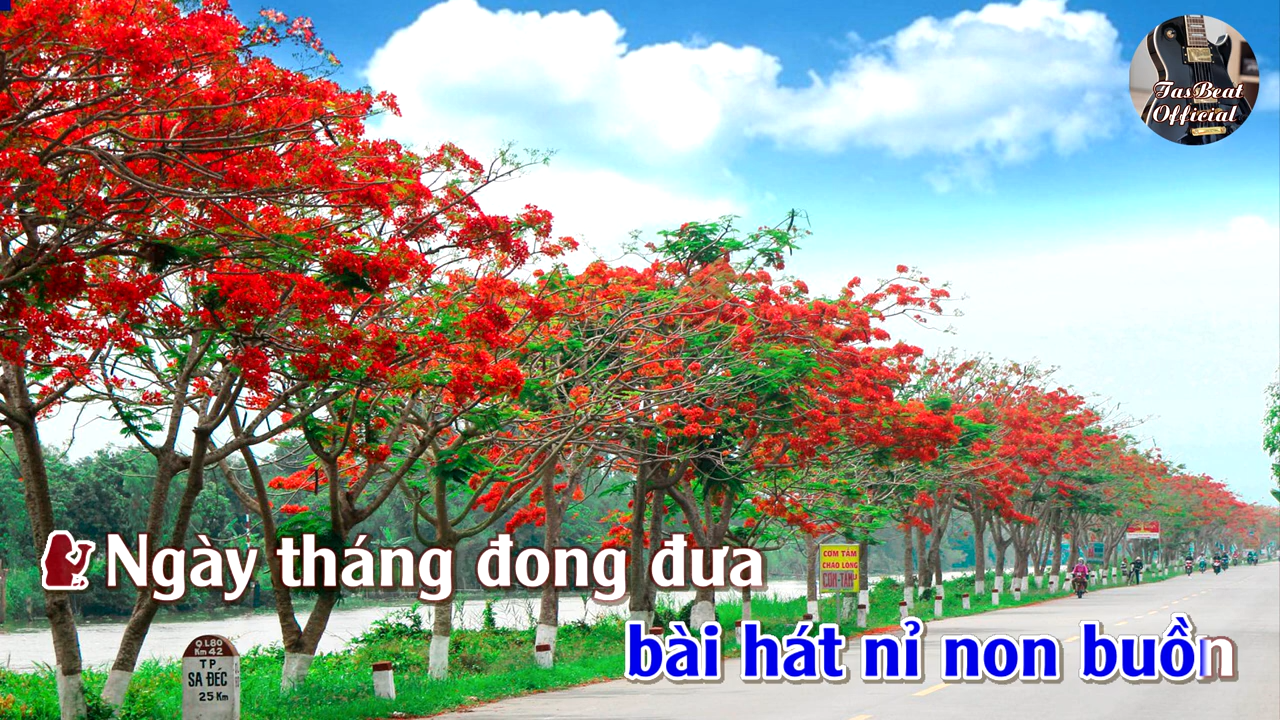 TasBeat
Official
CƠM TẤM
CHÁO LÒNG
Ngày tháng đong đưa
bài hát nỉ non buồn
Q L80
Km 42
TP
SA ĐÉC
25 Km